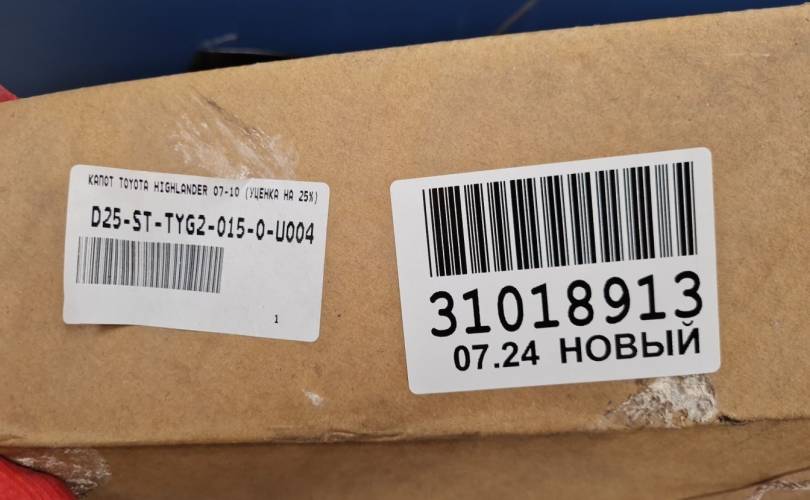 КАПОТ TOYOTA HIGHLANDER 07-10 (УЦЕНКА НА 25%)
D25-ST-TYG2-015-0-U004
1
31018913
07.24 НОВЫЙ